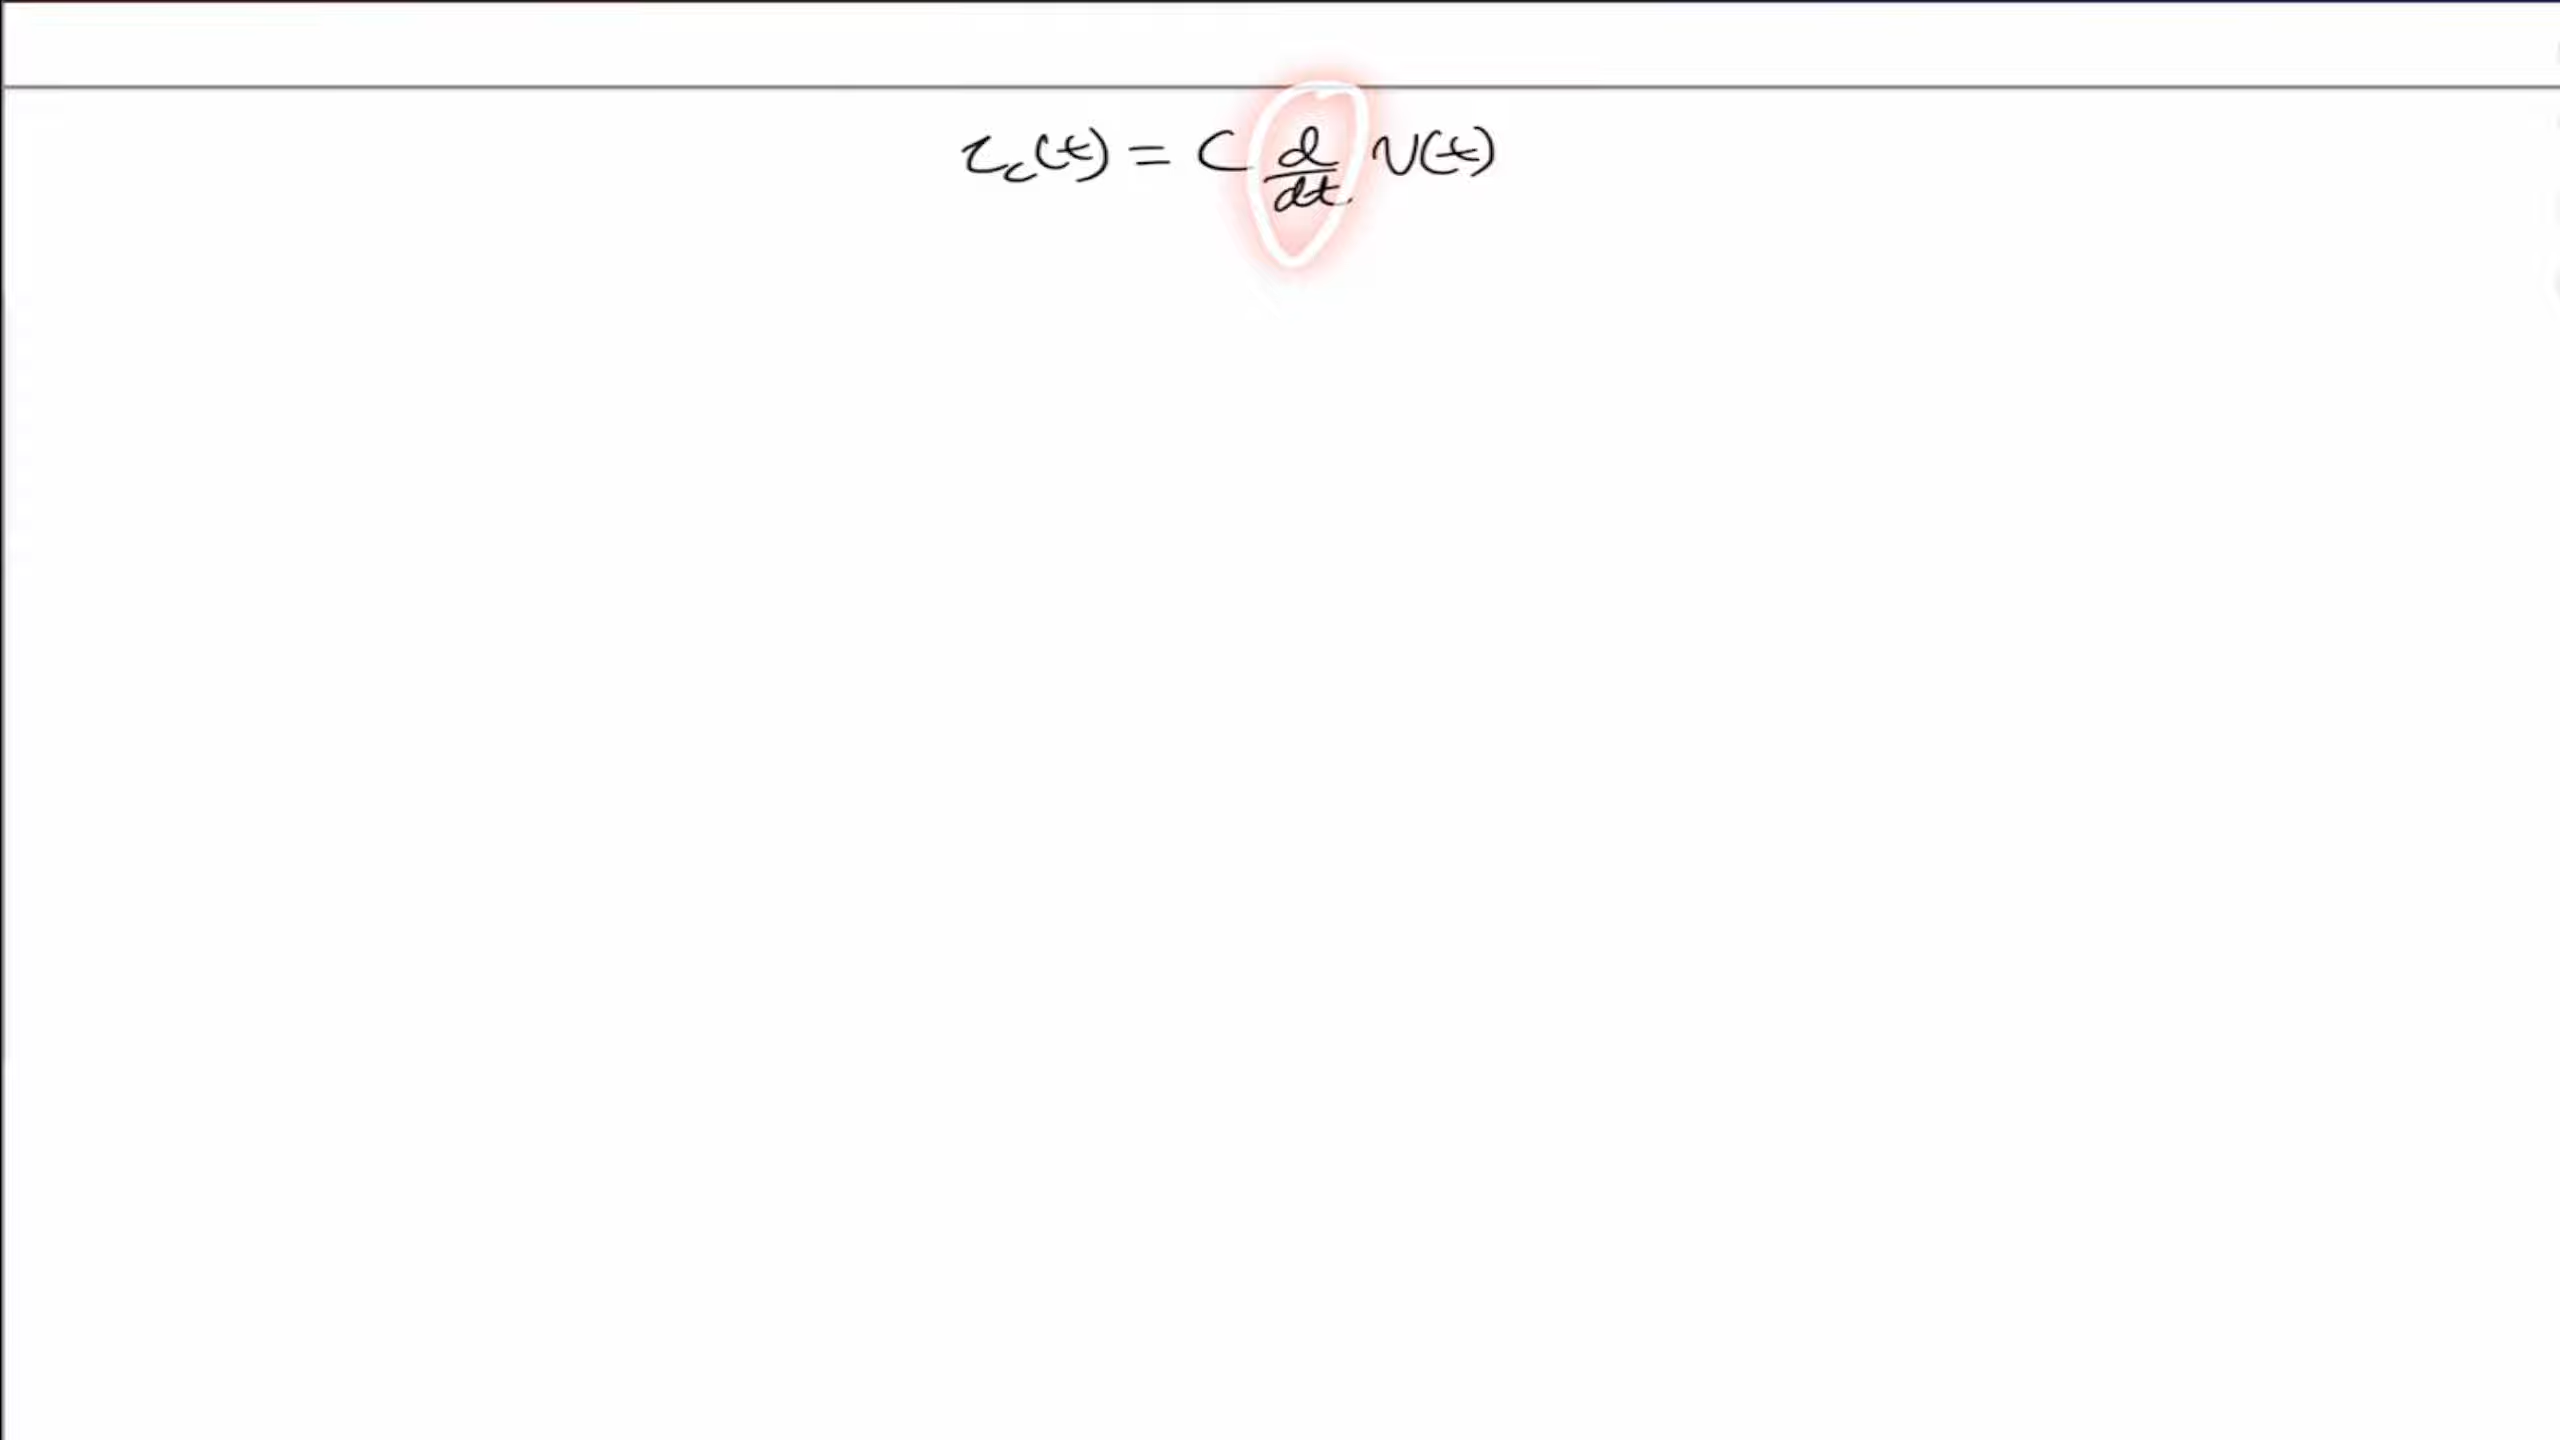 i_c(t) = C d/dt v(t)